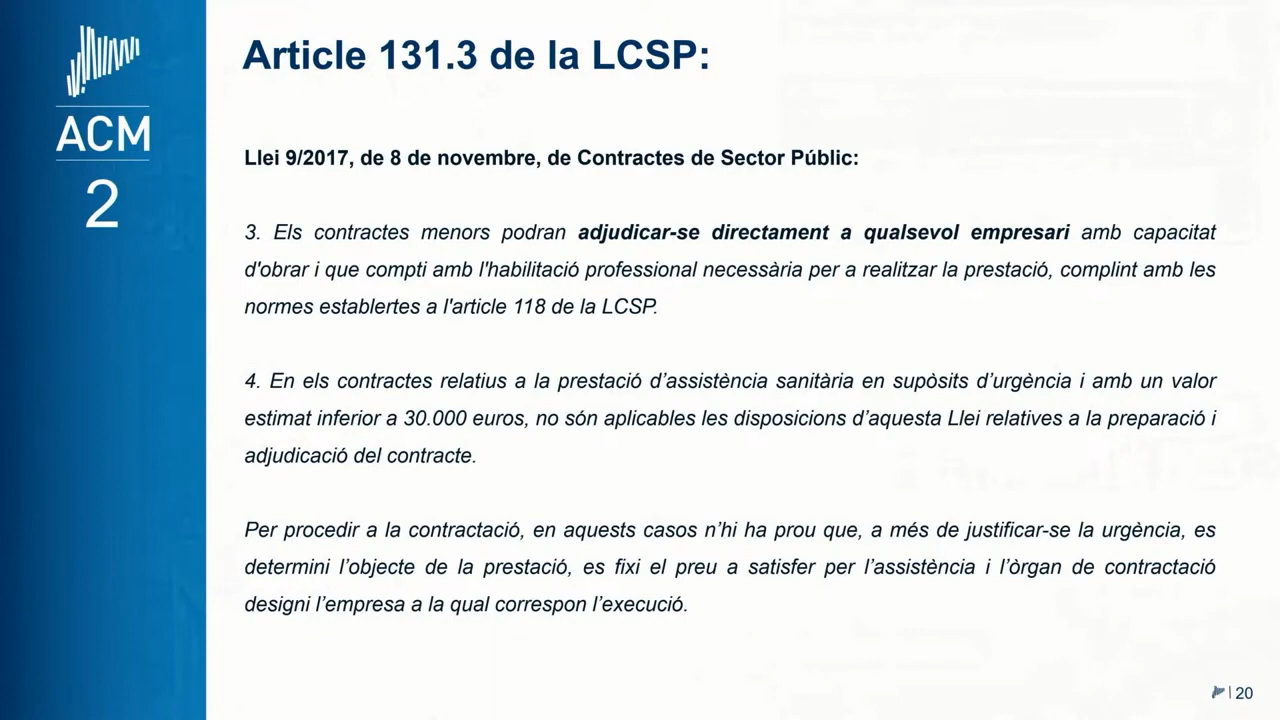 ACM
2
Article 131.3 de la LCSP:
Llei 9/2017, de 8 de novembre, de Contractes de Sector Públic:
3. Els contractes menors podran adjudicar-se directament a qualsevol empresari amb capacitat
d'obrar i que compti amb l'habilitació professional necessària per a realitzar la prestació, complint amb les
normes establertes a l'article 118 de la LCSP.
4. En els contractes relatius a la prestació d’assistència sanitària en supòsits d’urgència i amb un valor
estimat inferior a 30.000 euros, no són aplicables les disposicions d’aquesta Llei relatives a la preparació i
adjudicació del contracte.
Per procedir a la contractació, en aquests casos n’hi ha prou que, a més de justificar-se la urgència, es
determini l’objecte de la prestació, es fixi el preu a satisfer per l’assistència i l’òrgan de contractació
designi l’empresa a la qual correspon l’execució.
20